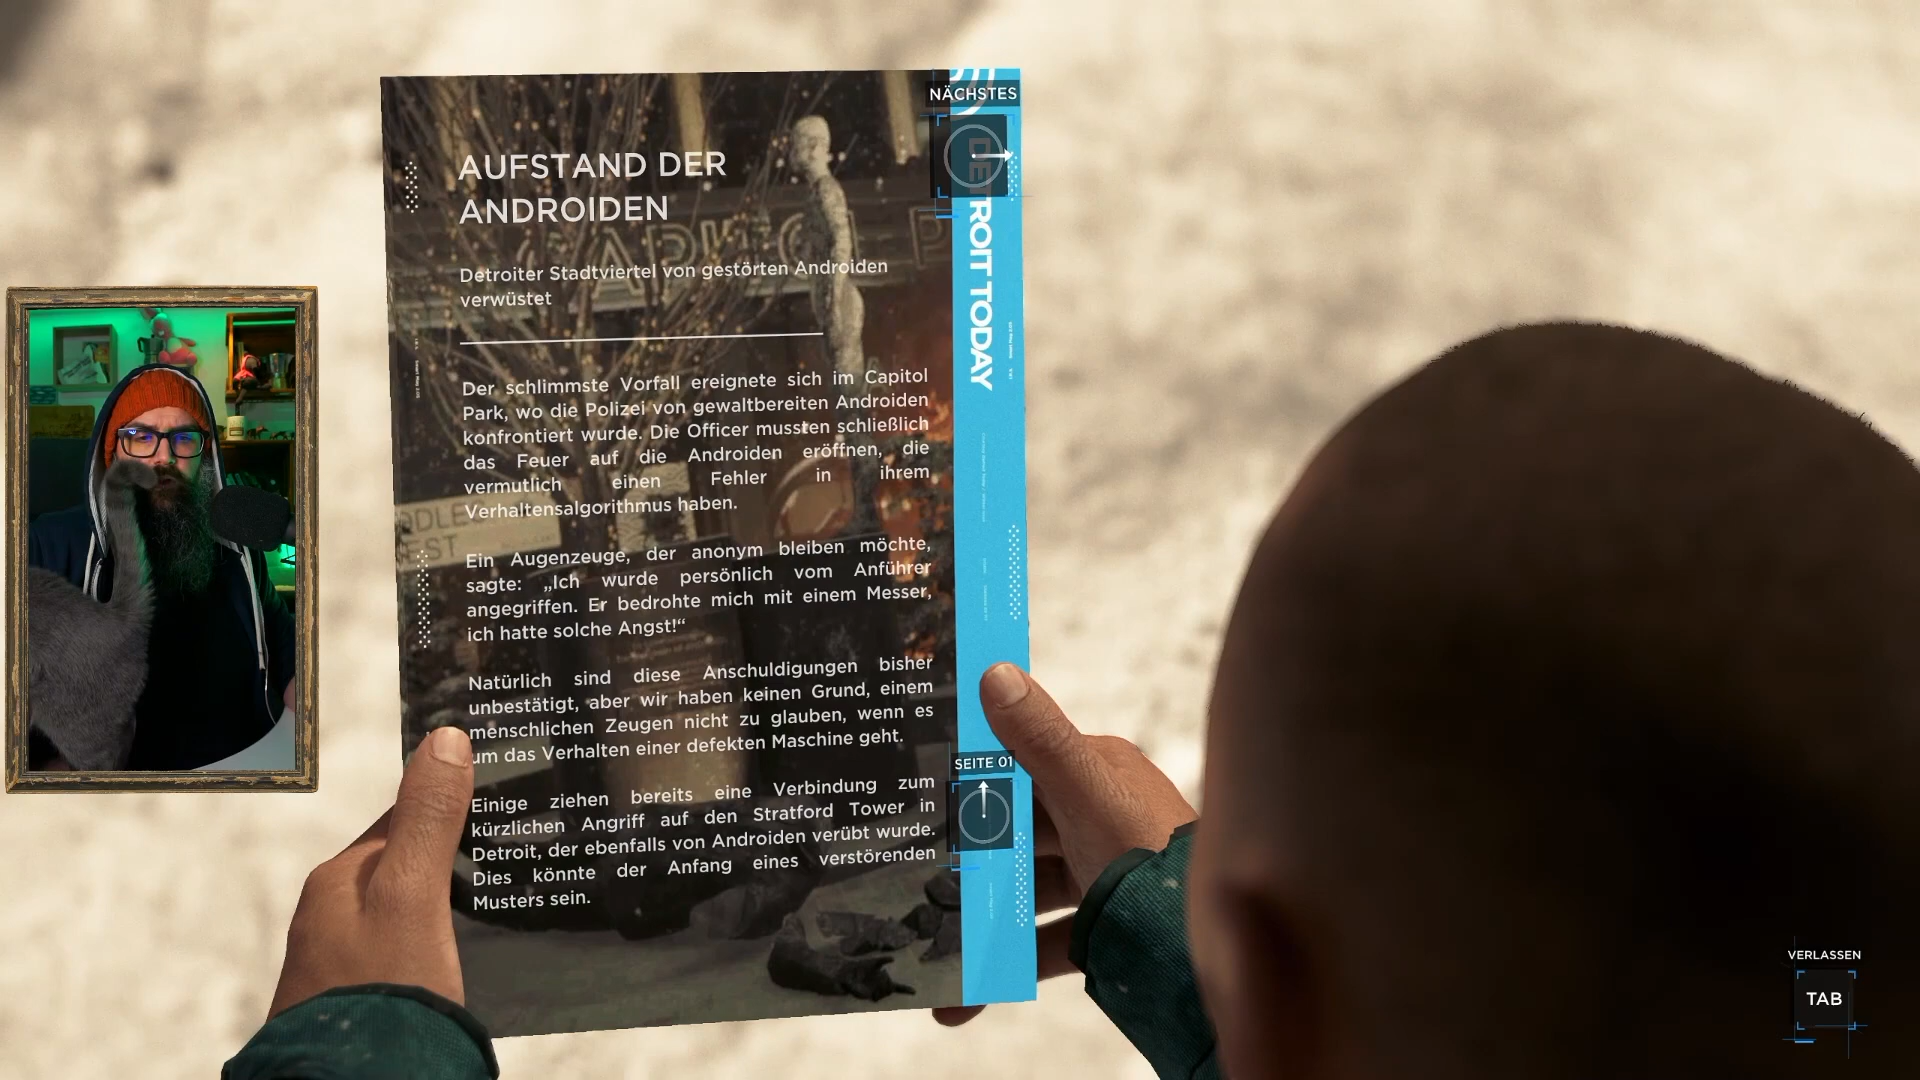 NÄCHSTES
AUFSTAND DER
ANDROIDEN
Detroiter Stadtviertel von gestörten Androiden
verwüstet
Der schlimmste Vorfall ereignete sich im Capitol
Park, wo die Polizei von gewaltbereiten Androiden
konfrontiert wurde. Die Officer mussten schließlich
das Feuer auf die Androiden eröffnen, die
vermutlich einen Fehler in ihrem
Verhaltensalgorithmus haben.
Ein Augenzeuge, der anonym bleiben möchte,
sagte: „Ich wurde persönlich vom Anführer
angegriffen. Er bedrohte mich mit einem Messer,
ich hatte solche Angst!“
Natürlich sind diese Anschuldigungen bisher
unbestätigt, aber wir haben keinen Grund, einem
menschlichen Zeugen nicht zu glauben, wenn es
um das Verhalten einer defekten Maschine geht.
Einige ziehen bereits eine Verbindung zum
kürzlichen Angriff auf den Stratford Tower in
Detroit, der ebenfalls von Androiden verübt wurde.
Dies könnte der Anfang eines verstörenden
Musters sein.
DETROIT TODAY
SEITE 01
VERLASSEN
TAB